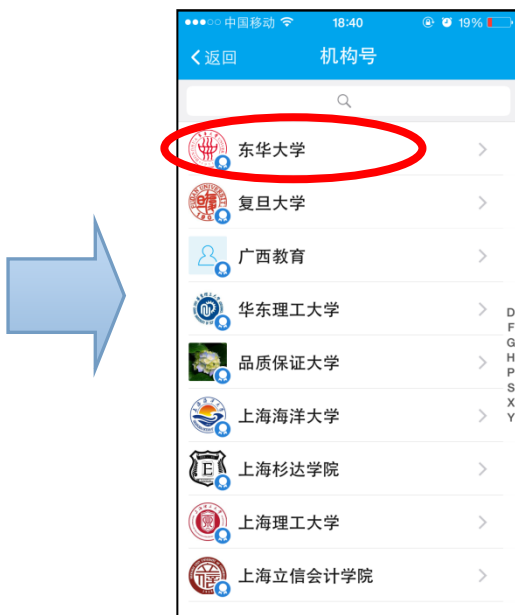 中国移动 18:40 19%
返回 机构号
东华大学
复旦大学
广西教育
华东理工大学
品质保证大学
上海海洋大学
上海杉达学院
上海理工大学
上海立信会计学院
D
F
G
H
P
S
X
Y